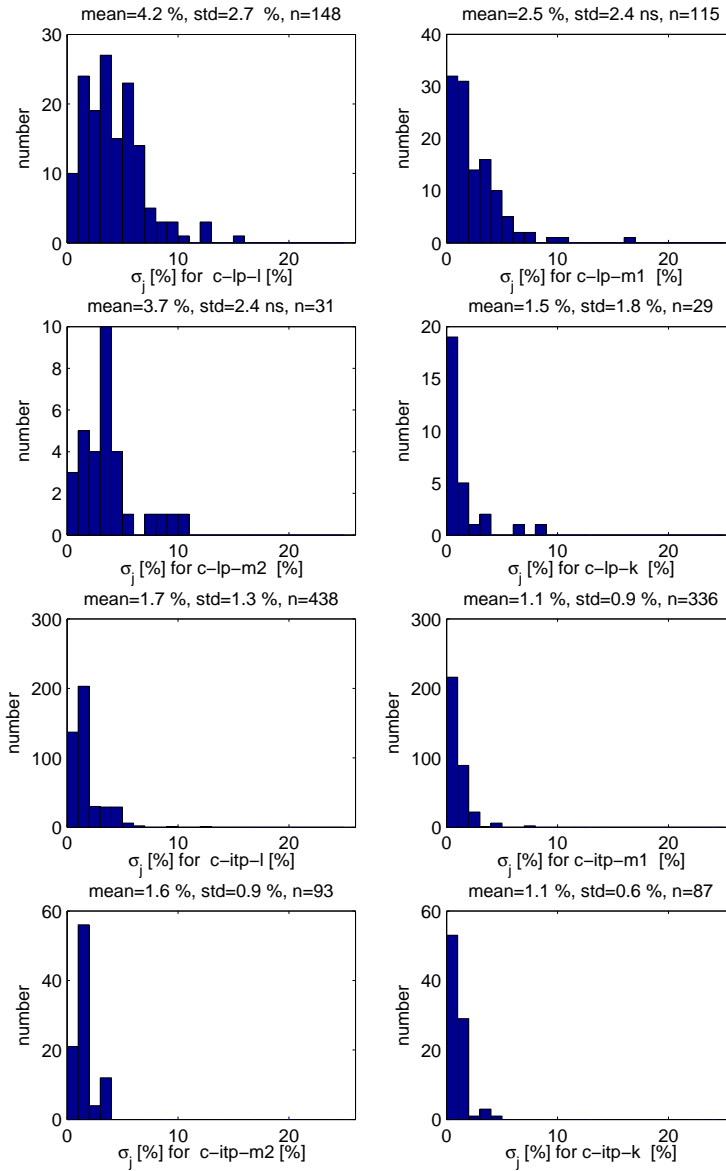 mean=4.2 %, std=2.7  %, n=148
30
20
10
0
number
0 10 20
σj [%] for  c−lp−l [%]
mean=2.5 %, std=2.4 ns, n=115
40
30
20
10
0
number
0 10 20
σj [%] for c−lp−m1  [%]
mean=3.7 %, std=2.4 ns, n=31
10
8
6
4
2
0
number
0 10 20
σj [%] for c−lp−m2  [%]
mean=1.5 %, std=1.8 %, n=29
20
15
10
5
0
number
0 10 20
σj [%] for c−lp−k  [%]
mean=1.7 %, std=1.3 %, n=438
300
200
100
0
number
0 10 20
σj [%] for  c−itp−l [%]
mean=1.1 %, std=0.9 %, n=336
300
200
100
0
number
0 10 20
σj [%] for c−itp−m1  [%]
mean=1.6 %, std=0.9 %, n=93
60
40
20
0
number
0 10 20
σj [%] for  c−itp−m2 [%]
mean=1.1 %, std=0.6 %, n=87
60
40
20
0
number
0 10 20
σj [%] for c−itp−k  [%]